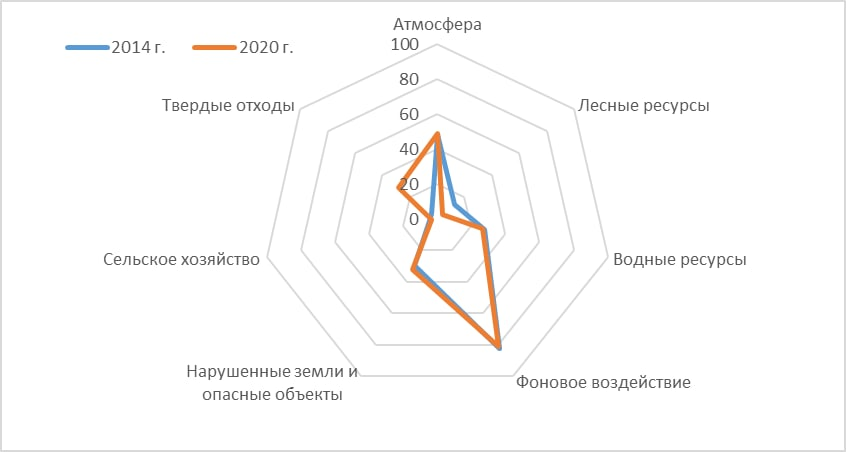 Атмосфера
100
2014 г.
2020 г.
80
Твердые отходы
Лесные ресурсы
60
40
20
0
Сельское хозяйство
Водные ресурсы
Нарушенные земли и
опасные объекты
Фоновое воздействие